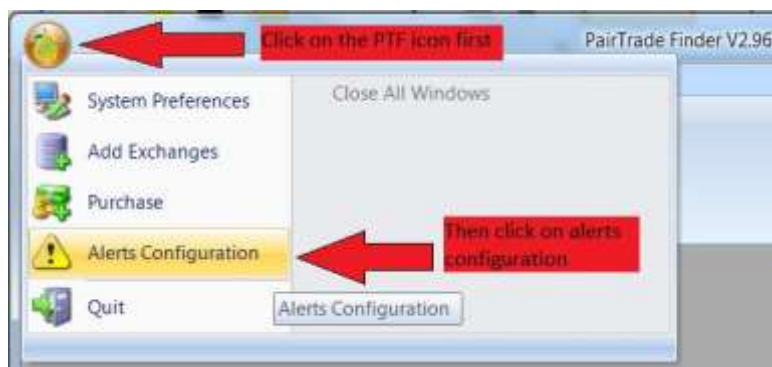 Click on the PTF icon first
PairTrade Finder V2.96
System Preferences
Close All Windows
Add Exchanges
Purchase
Then click on alerts
configuration
Alerts Configuration
Quit
Alerts Configuration